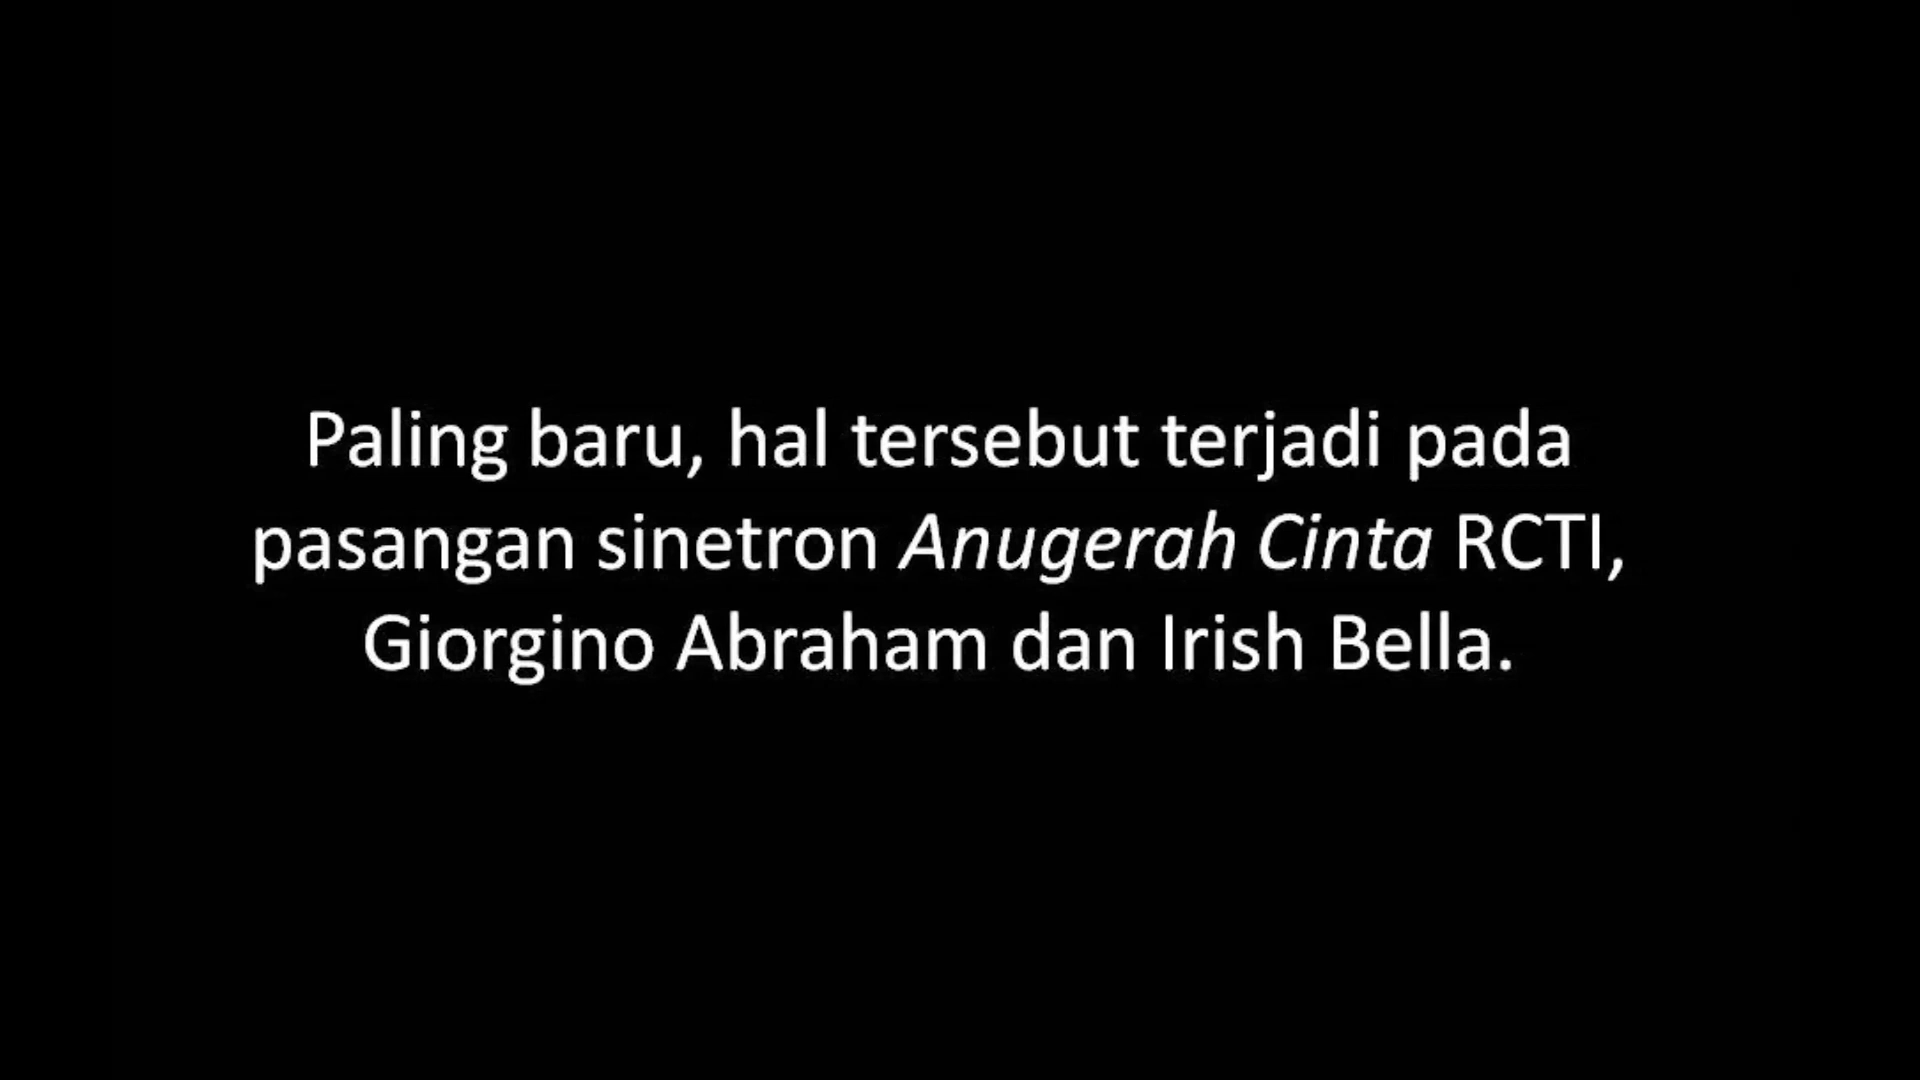 Paling baru, hal tersebut terjadi pada
pasangan sinetron Anugerah Cinta RCTI,
Giorgino Abraham dan Irish Bella.